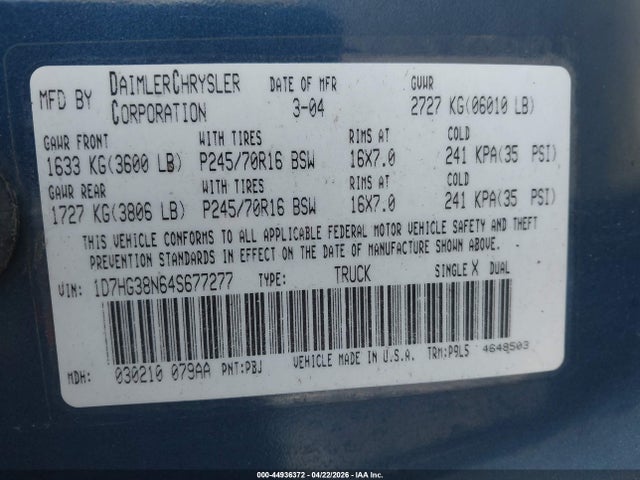 MFD BY DAIMLERCHRYSLER CORPORATION DATE OF MFR 3-04 GVWR 2727 KG(06010 LB)
GAWR FRONT WITH TIRES RIMS AT COLD
1633 KG(3600 LB) P245/70R16 BSW 16X7.0 241 KPA(35 PSI)
GAWR REAR WITH TIRES RIMS AT COLD
1727 KG(3806 LB) P245/70R16 BSW 16X7.0 241 KPA(35 PSI)
THIS VEHICLE CONFORMS TO ALL APPLICABLE FEDERAL MOTOR VEHICLE SAFETY AND THEFT
PREVENTION STANDARDS IN EFFECT ON THE DATE OF MANUFACTURE SHOWN ABOVE.
VIN: 1D7HG38N64S677277 TYPE: TRUCK SINGLE X DUAL
MDH: 030210 079AA PNT:PBJ VEHICLE MADE IN U.S.A. TRM:P9L5 4648503
000-44936372 - 04/22/2026 - IAA Inc.